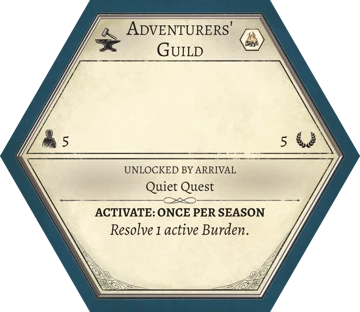 ADVENTURERS'
GUILD
5 5
UNLOCKED BY ARRIVAL
Quiet Quest
ACTIVATE: ONCE PER SEASON
Resolve 1 active Burden.